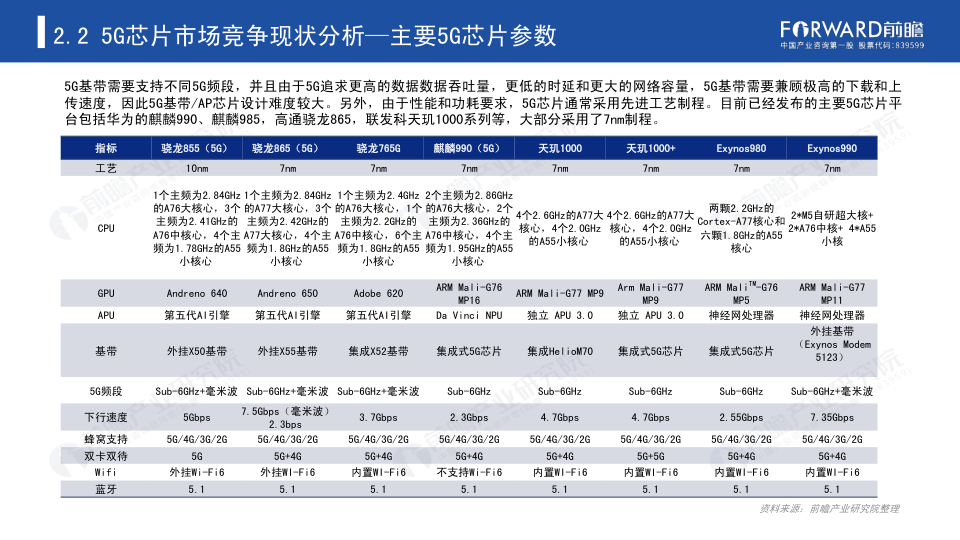 2.2 5G芯片市场竞争现状分析—主要5G芯片参数
FORWARD前瞻
中国产业咨询第一股 股票代码:839599
5G基带需要支持不同5G频段，并且由于5G追求更高的数据数据吞吐量，更低的时延和更大的网络容量，5G基带需要兼顾极高的下载和上
传速度，因此5G基带/AP芯片设计难度较大。另外，由于性能和功耗要求，5G芯片通常采用先进工艺制程。目前已经发布的主要5G芯片平
台包括华为的麒麟990、麒麟985，高通骁龙865，联发科天玑1000系列等，大部分采用了7nm制程。
指标 骁龙855（5G） 骁龙865（5G） 骁龙765G 麒麟990（5G） 天玑1000 天玑1000+ Exynos980 Exynos990
工艺 10nm 7nm 7nm 7nm 7nm 7nm 7nm 7nm
CPU
1个主频为2.84GHz
的A76大核心，3个
主频为2.41GHz的
A76中核心，4个主
频为1.78GHz的A55
小核心
1个主频为2.84GHz
的A77大核心，3个
主频为2.42GHz的
A77大核心，4个主
频为1.8GHz的A55
小核心
1个主频为2.4GHz
的A76大核心，1个
主频为2.2GHz的
A76中核心，6个主
频为1.8GHz的A55
小核心
2个主频为2.86GHz
的A76大核心，2个
主频为2.36GHz的
A76中核心，4个主
频为1.95GHz的A55
小核心
4个2.6GHz的A77大
核心，4个2.0GHz
的A55小核心
4个2.6GHz的A77大
核心，4个2.0GHz
的A55小核心
两颗2.2GHz的
Cortex-A77核心和
六颗1.8GHz的A55
核心
2*M5自研超大核+
2*A76中核+ 4*A55
小核
GPU Andreno 640 Andreno 650 Adobe 620
ARM Mali-G76
MP16
ARM Mali-G77 MP9
Arm Mali-G77
MP9
ARM Mali™-G76
MP5
ARM Mali-G77
MP11
APU 第五代AI引擎 第五代AI引擎 第五代AI引擎 Da Vinci NPU 独立 APU 3.0 独立 APU 3.0 神经网处理器 神经网处理器
基带 外挂X50基带 外挂X55基带 集成X52基带 集成式5G芯片 集成HelioM70 集成式5G芯片 集成式5G芯片
外挂基带
（Exynos Modem
5123）
5G频段 Sub-6GHz+毫米波 Sub-6GHz+毫米波 Sub-6GHz+毫米波 Sub-6GHz Sub-6GHz Sub-6GHz Sub-6GHz Sub-6GHz+毫米波
下行速度 5Gbps
7.5Gbps（毫米波）
2.3bps
3.7Gbps 2.3Gbps 4.7Gbps 4.7Gbps 2.55Gbps 7.35Gbps
蜂窝支持 5G/4G/3G/2G 5G/4G/3G/2G 5G/4G/3G/2G 5G/4G/3G/2G 5G/4G/3G/2G 5G/4G/3G/2G 5G/4G/3G/2G 5G/4G/3G/2G
双卡双待 5G 5G+4G 5G+4G 5G+4G 5G+4G 5G+5G 5G+4G 5G+4G
Wifi 外挂Wi-Fi6 外挂WI-Fi6 内置WI-Fi6 不支持Wi-Fi6 内置WI-Fi6 内置WI-Fi6 内置WI-Fi6 内置WI-Fi6
蓝牙 5.1 5.1 5.1 5.1 5.1 5.1 5.1 5.1
资料来源：前瞻产业研究院整理
前瞻产业研究院